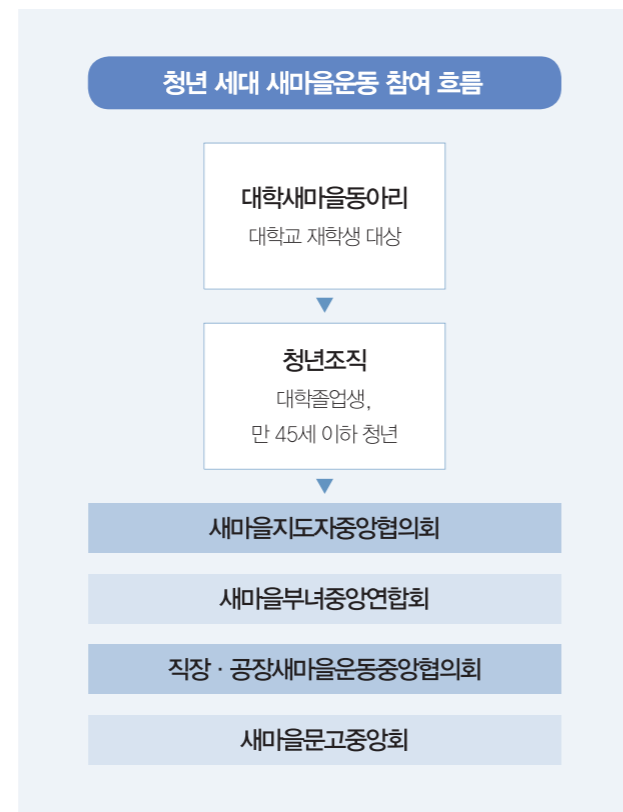 청년 세대 새마을운동 참여 흐름
대학새마을동아리
대학교 재학생 대상
청년조직
대학졸업생,
만 45세 이하 청년
새마을지도자중앙협의회
새마을부녀중앙연합회
직장 · 공장새마을운동중앙협의회
새마을문고중앙회